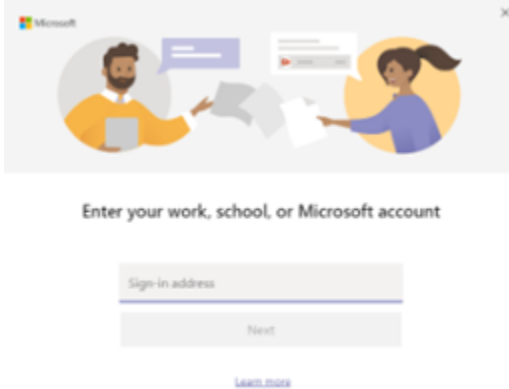 Microsoft
Enter your work, school, or Microsoft account
Sign-in address
Next
Learn more